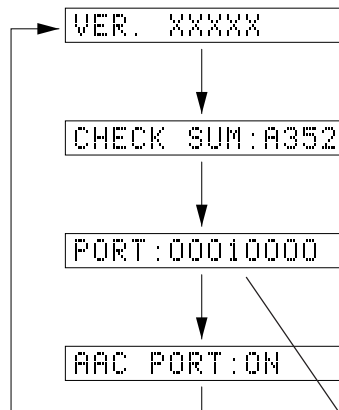 VER. XXXXX
CHECK SUM:A352
PORT:00010000
AAC PORT:ON